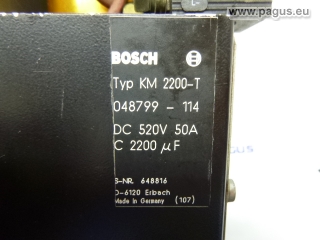 www.pagus.eu
L-
BOSCH
Typ KM 2200-T
048799 - 114
DC 520V 50A
C 2200 µF
S-NR. 648816
D-6120 Erbach
Made in Germany (107)